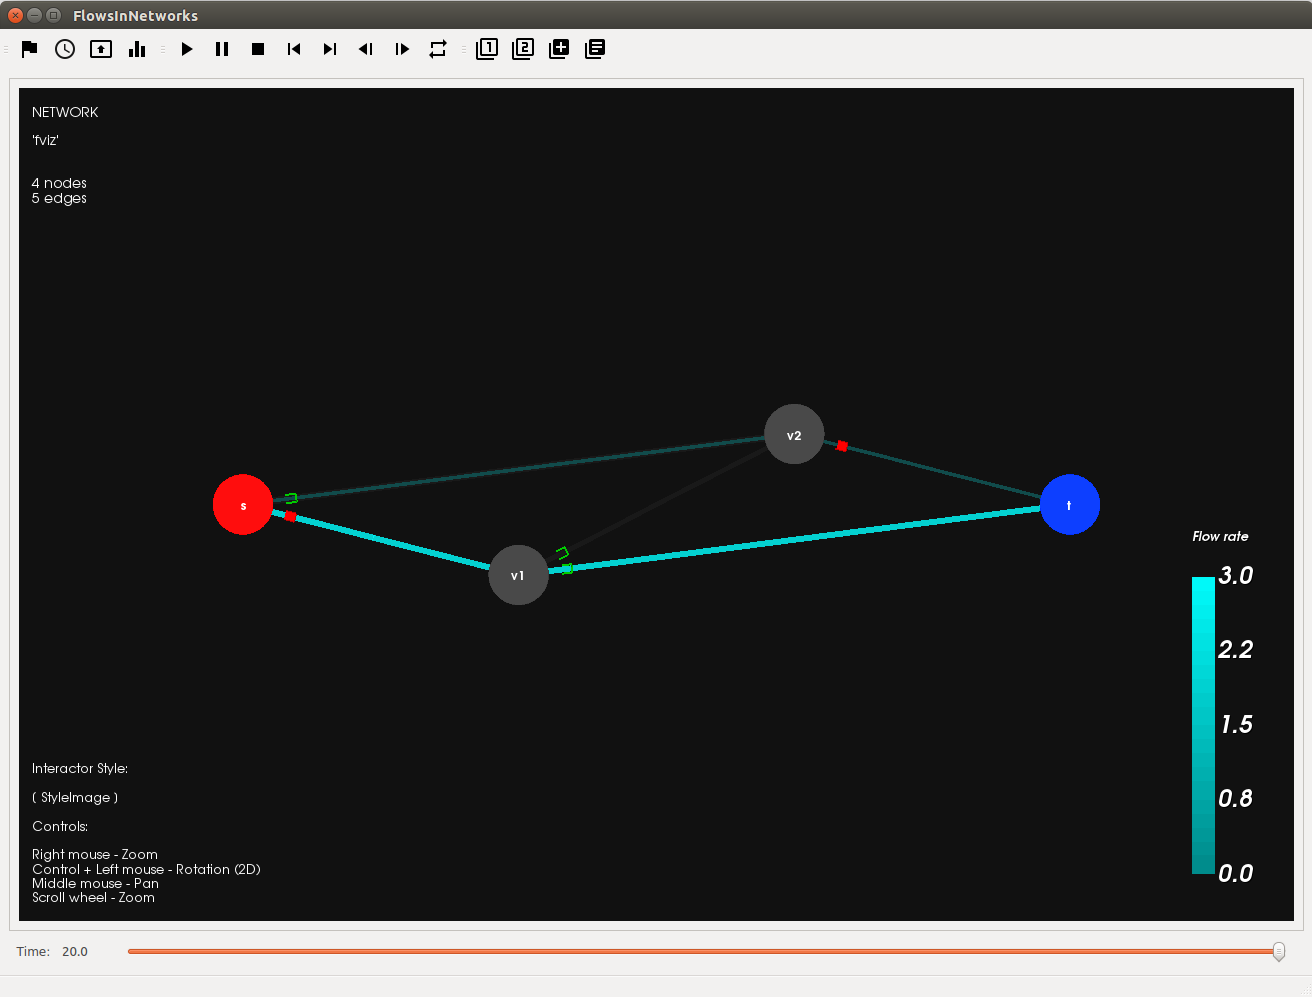 FlowsInNetworks
1
2
NETWORK
'fviz'
4 nodes
5 edges
v2
s
t
v1
Flow rate
3.0
2.2
1.5
0.8
0.0
Interactor Style:
( StyleImage )
Controls:
Right mouse - Zoom
Control + Left mouse - Rotation (2D)
Middle mouse - Pan
Scroll wheel - Zoom
Time: 20.0